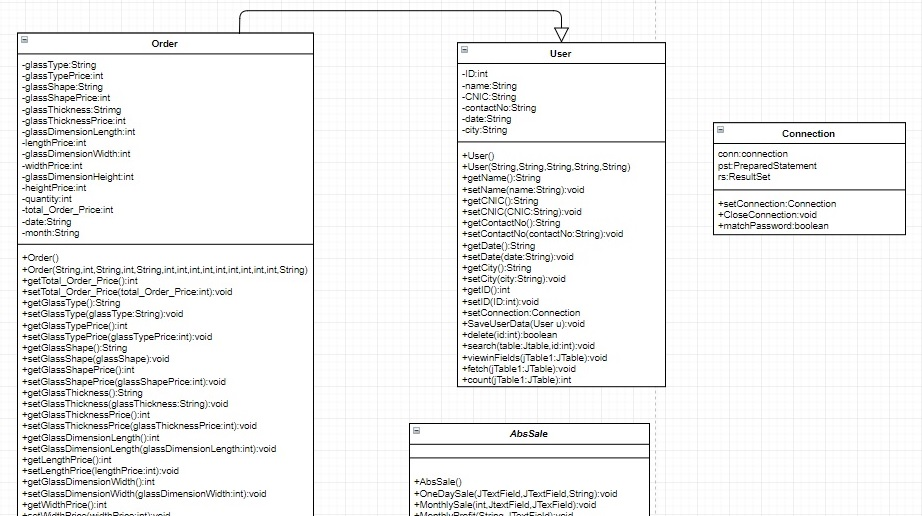 Order
-glassType:String
-glassTypePrice:int
-glassShape:String
-glassShapePrice:int
-glassThickness:Strimg
-glassThicknessPrice:int
-glassDimensionLength:int
-lengthPrice:int
-glassDimensionWidth:int
-widthPrice:int
-glassDimensionHeight:int
-heightPrice:int
-quantity:int
-total_Order_Price:int
-date:String
-month:String
+Order()
+Order(String,int,String,int,String,int,int,int,int,int,int,int,int,int,String)
+getTotal_Order_Price():int
+setTotal_Order_Price(total_Order_Price:int):void
+getGlassType():String
+setGlassType(glassType:String):void
+getGlassTypePrice():int
+setGlassTypePrice(glassTypePrice:int):void
+getGlassShape():String
+setGlassShape(glassShape):void
+getGlassShapePrice():int
+setGlassShapePrice(glassShapePrice:int):void
+getGlassThickness():String
+setGlassThickness(glassThickness:String):void
+getGlassThicknessPrice():int
+setGlassThicknessPrice(glassThicknessPrice:int):void
+getGlassDimensionLength():int
+setGlassDimensionLength(glassDimensionLength:int):void
+getLengthPrice():int
+setLengthPrice(lengthPrice:int):void
+getGlassDimensionWidth():int
+setGlassDimensionWidth(glassDimensionWidth:int):void
+getWidthPrice():int
+setWidthPrice(widthPrice:int):void
User
-ID:int
-name:String
-CNIC:String
-contactNo:String
-date:String
-city:String
+User()
+User(String,String,String,String,String)
+getName():String
+setName(name:String):void
+getCNIC():String
+setCNIC(CNIC:String):void
+getContactNo():String
+setContactNo(contactNo:String):void
+getDate():String
+setDate(date:String):void
+getCity():String
+setCity(city:String):void
+getID():int
+setID(ID:int):void
+setConnection:Connection
+SaveUserData(User u):void
+delete(id:int):boolean
+search(table:Jtable,id:int):void
+viewinFields(jTable1:JTable):void
+fetch(jTable1:JTable):void
+count(jTable1:JTable):int
Connection
conn:connection
pst:PreparedStatement
rs:ResultSet
+setConnection:Connection
+CloseConnection:void
+matchPassword:boolean
AbsSale
+AbsSale()
+OneDaySale(JTextField,JTextField,String):void
+MonthlySale(int,JtextField,JTexField):void
+MonthlyProfit(String,JTextField):void